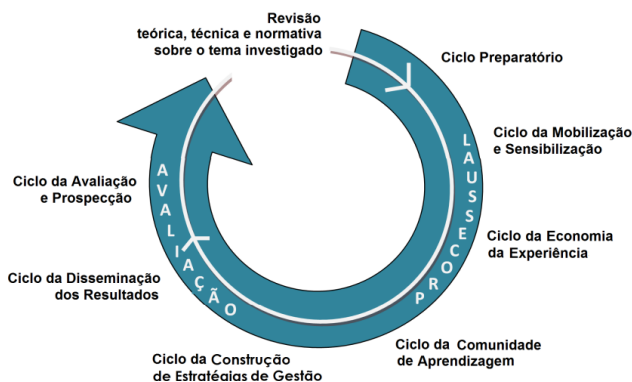 Revisão
teórica, técnica e normativa
sobre o tema investigado
Ciclo Preparatório
Ciclo da Mobilização
e Sensibilização
Ciclo da Economia
da Experiência
Ciclo da Comunidade
de Aprendizagem
Ciclo da Construção
de Estratégias de Gestão
Ciclo da Disseminação
dos Resultados
Ciclo da Avaliação
e Prospecção
AVALIAÇÃO
PROCESSUAL